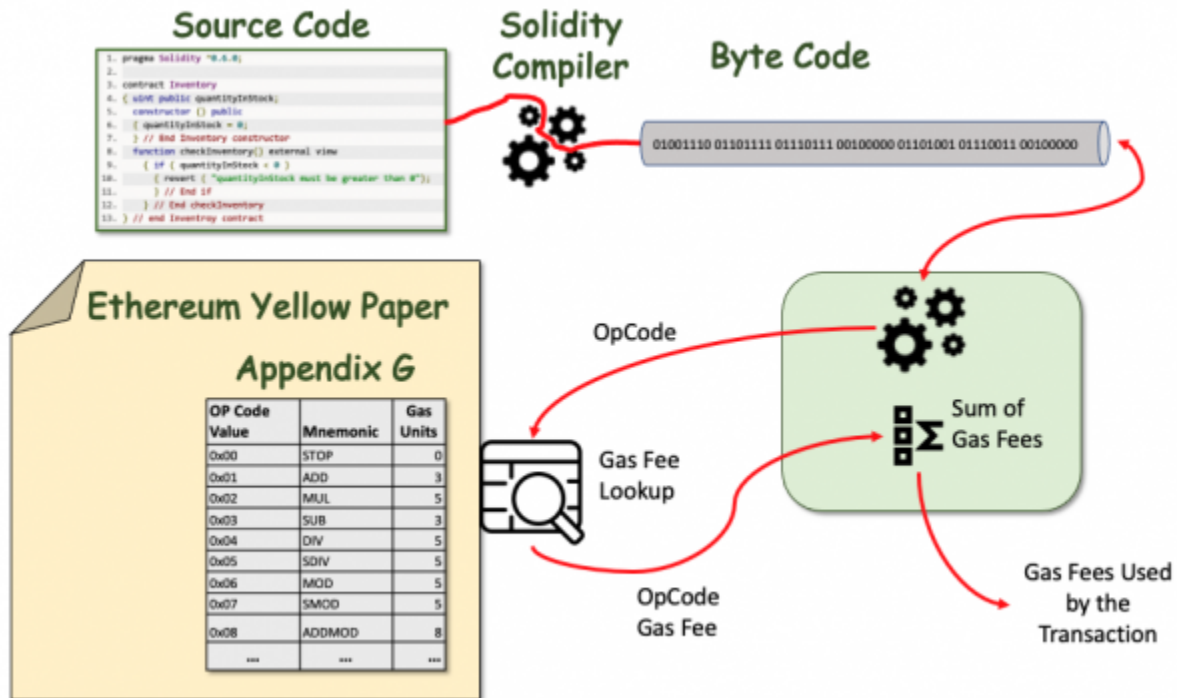 Source Code
1. pragma Solidity ^0.6.0;
2.
3. contract Inventory
4. { uint public quantityInStock;
5. constructor () public
6. { quantityInStock = 0;
7. } // End Inventory constructor
8. function checkInventory() external view
9. { if ( quantityInStock < 0 )
10. { revert ( "quantityInStock must be greater than 0");
11. } // End if
12. } // End checkInventory
13. } // end Inventroy contract
Solidity
Compiler
Byte Code
01001110 01101111 01110111 00100000 01101001 01110011 00100000
Ethereum Yellow Paper
Appendix G
OP Code Value Mnemonic Gas Units
0x00 STOP 0
0x01 ADD 3
0x02 MUL 5
0x03 SUB 3
0x04 DIV 5
0x05 SDIV 5
0x06 MOD 5
0x07 SMOD 5
0x08 ADDMOD 8
... ... ...
OpCode
Gas Fee
Lookup
OpCode
Gas Fee
Σ
Sum of
Gas Fees
Gas Fees Used
by the
Transaction